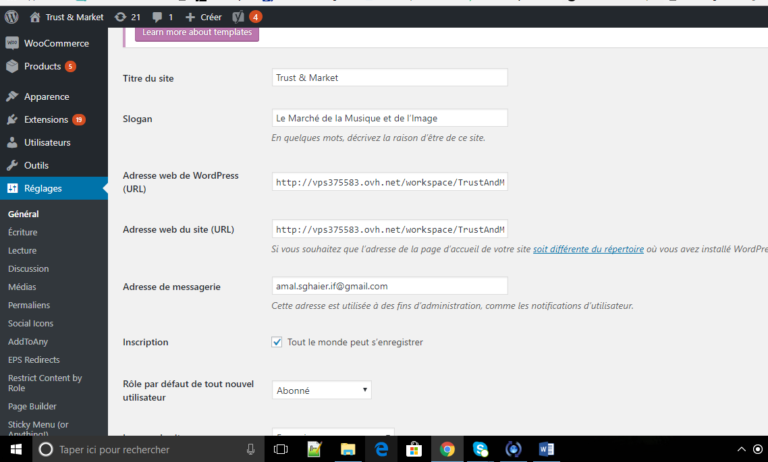 Trust & Market 21 1 Créer 4
Learn more about templates
WooCommerce
Products 5
Apparence
Extensions 19
Utilisateurs
Outils
Réglages
Général
Écriture
Lecture
Discussion
Médias
Permaliens
Social Icons
AddToAny
EPS Redirects
Restrict Content by
Role
Page Builder
Sticky Menu (or
Anything!)
Titre du site
Trust & Market
Slogan
Le Marché de la Musique et de l'Image
En quelques mots, décrivez la raison d'être de ce site.
Adresse web de WordPress
(URL)
http://vps375583.ovh.net/workspace/TrustAndM
Adresse web du site (URL)
http://vps375583.ovh.net/workspace/TrustAndM
Si vous souhaitez que l'adresse de la page d'accueil de votre site soit différente du répertoire où vous avez installé WordPre
Adresse de messagerie
amal.sghaier.if@gmail.com
Cette adresse est utilisée à des fins d'administration, comme les notifications d'utilisateur.
Inscription
Tout le monde peut s'enregistrer
Rôle par défaut de tout nouvel
utilisateur
Abonné
Taper ici pour rechercher